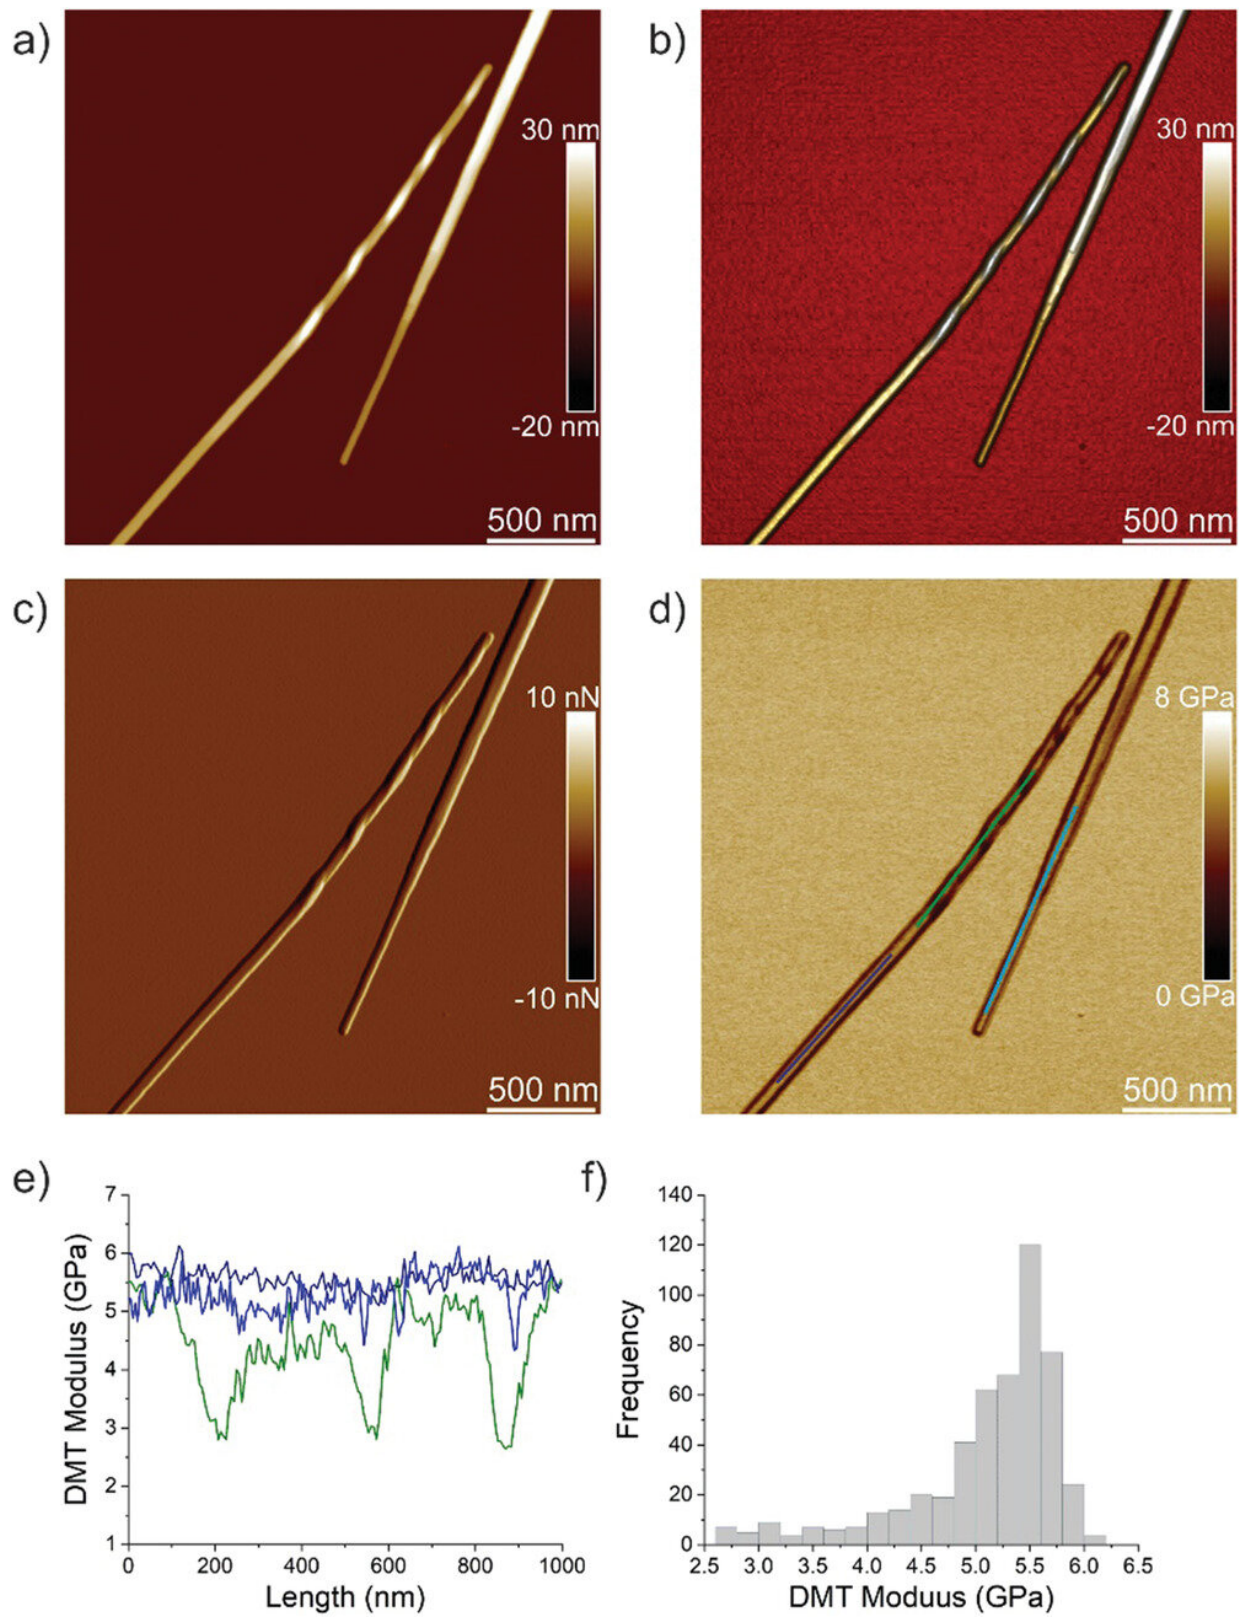 a)
30 nm
-20 nm
500 nm
b)
30 nm
-20 nm
500 nm
c)
10 nN
-10 nN
500 nm
d)
8 GPa
0 GPa
500 nm
e)
DMT Modulus (GPa)
7
6
5
4
3
2
1
0 200 400 600 800 1000
Length (nm)
f)
Frequency
140
120
100
80
60
40
20
0
2.5 3.0 3.5 4.0 4.5 5.0 5.5 6.0 6.5
DMT Moduus (GPa)